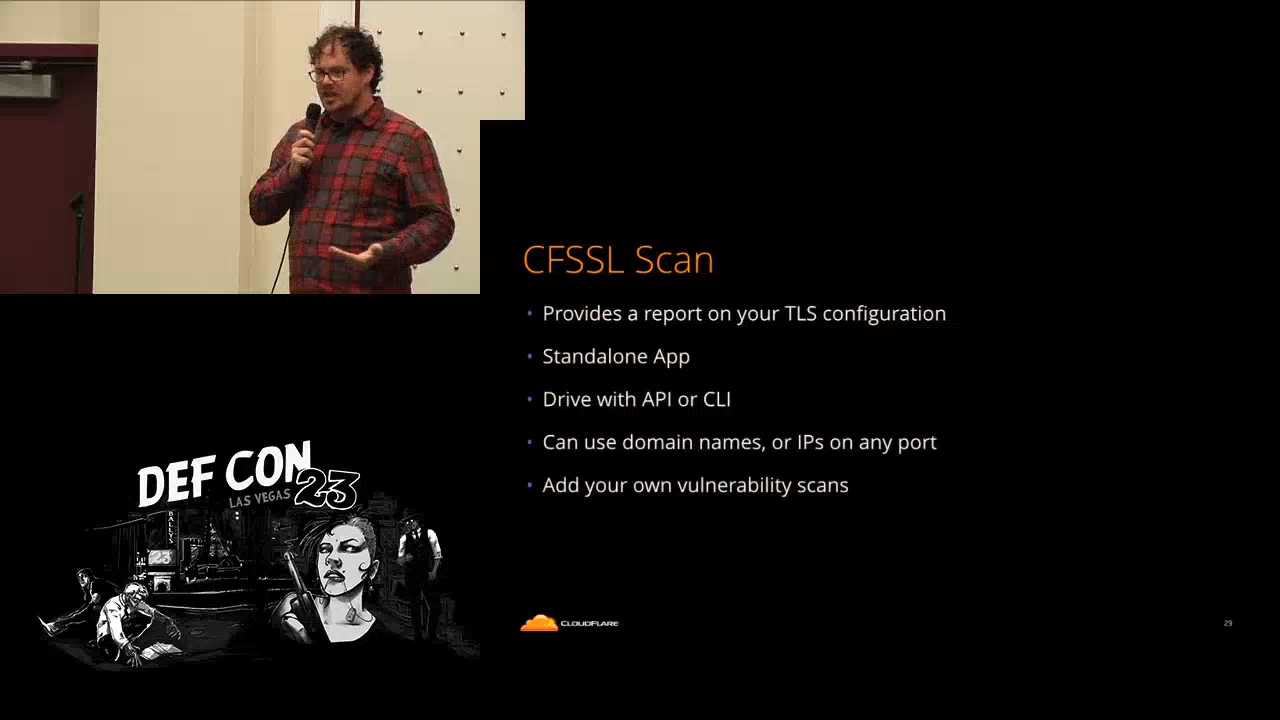 CFSSL Scan
• Provides a report on your TLS configuration
• Standalone App
• Drive with API or CLI
• Can use domain names, or IPs on any port
• Add your own vulnerability scans
DEF CON
LAS VEGAS 23
BALLY'S
CLOUDFLARE
29